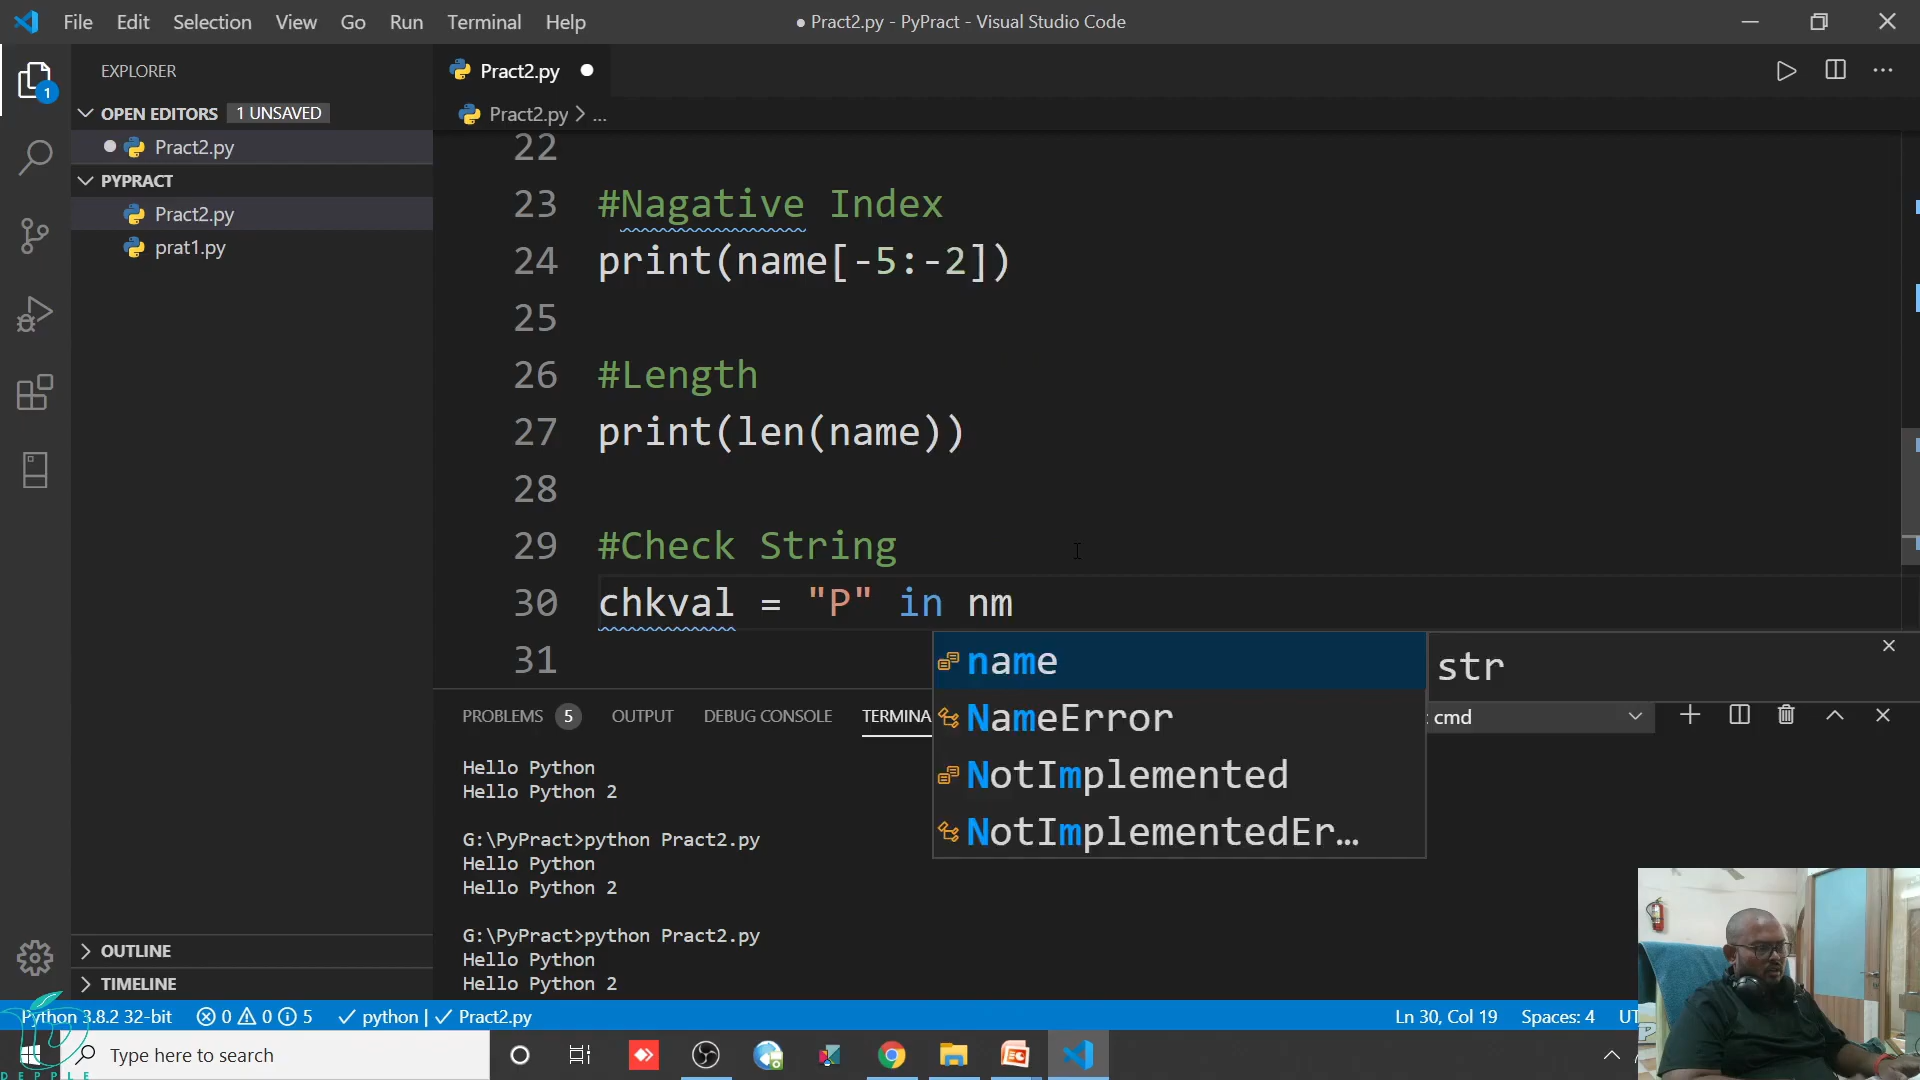 File Edit Selection View Go Run Terminal Help
● Pract2.py - PyPract - Visual Studio Code
EXPLORER
OPEN EDITORS 1 UNSAVED
Pract2.py
PYPRACT
Pract2.py
prat1.py
OUTLINE
TIMELINE
1
Pract2.py
Pract2.py > ...
22
23 #Nagative Index
24 print(name[-5:-2])
25
26 #Length
27 print(len(name))
28
29 #Check String
30 chkval = "P" in nm
31
name
NameError
NotImplemented
NotImplementedEr...
str
PROBLEMS 5 OUTPUT DEBUG CONSOLE TERMINA
: cmd
Hello Python
Hello Python 2
G:\PyPract>python Pract2.py
Hello Python
Hello Python 2
G:\PyPract>python Pract2.py
Hello Python
Hello Python 2
Python 3.8.2 32-bit 0 0 5 python | Pract2.py Ln 30, Col 19 Spaces: 4 UT
Type here to search
DEPPLE